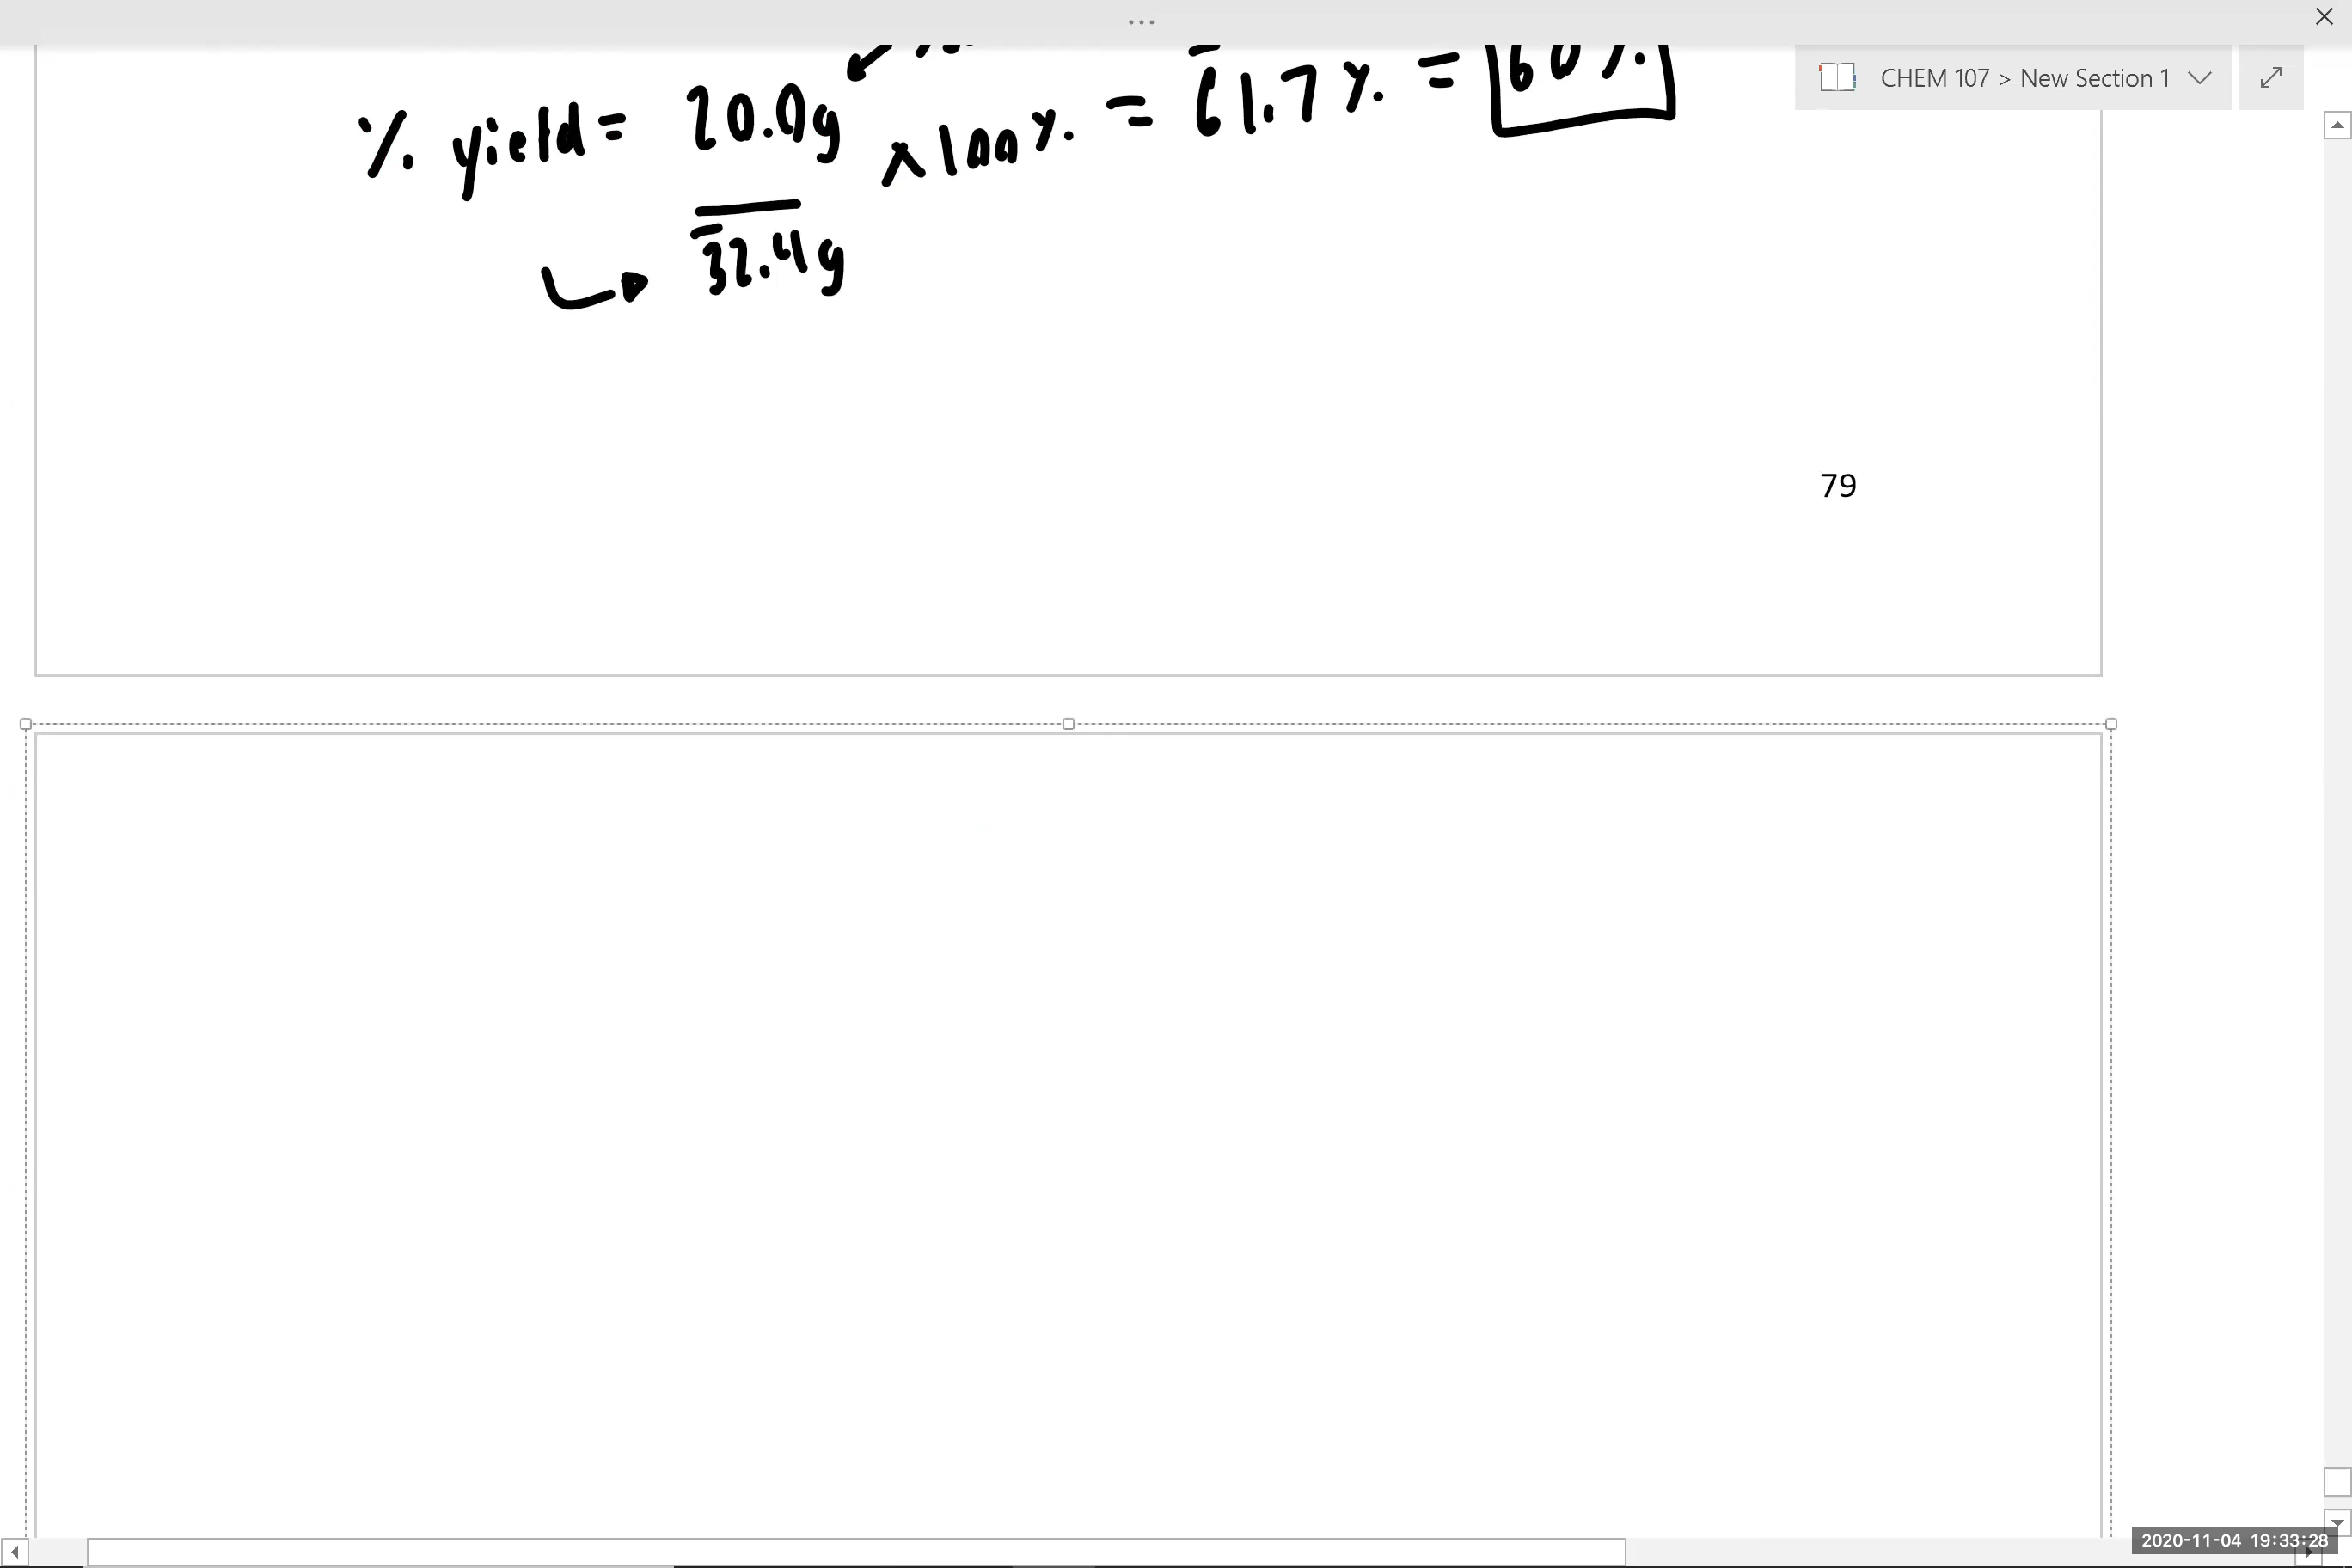 CHEM 107 > New Section 1
% yield = 20.0g x 100% = 61.7% = 60%
32.4g
79
2020-11-04 19:33:28